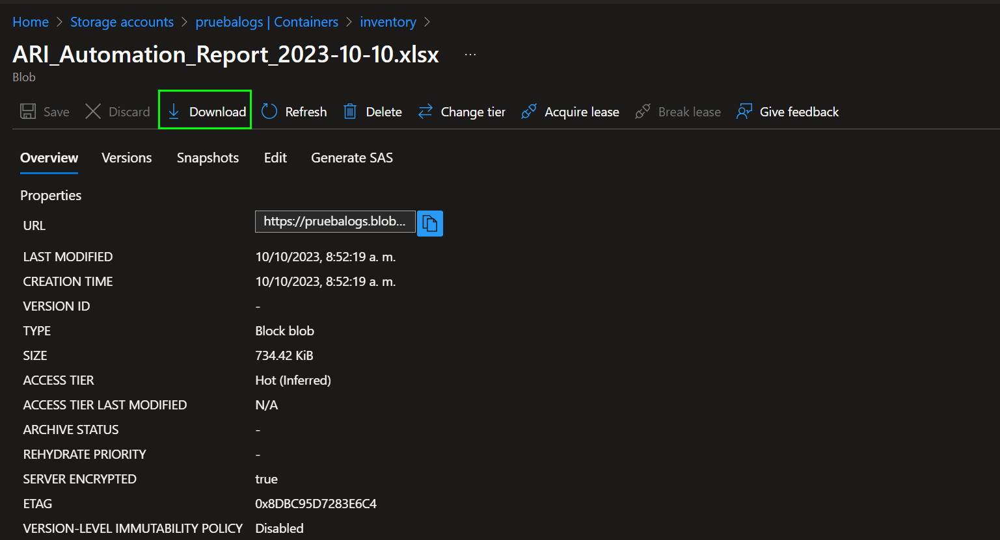 Home > Storage accounts > pruebalogs | Containers > inventory >
ARI_Automation_Report_2023-10-10.xlsx ...
Blob
Save Discard Download Refresh Delete Change tier Acquire lease Break lease Give feedback
Overview Versions Snapshots Edit Generate SAS
Properties
URL https://pruebalogs.blob...
LAST MODIFIED 10/10/2023, 8:52:19 a. m.
CREATION TIME 10/10/2023, 8:52:19 a. m.
VERSION ID -
TYPE Block blob
SIZE 734.42 KiB
ACCESS TIER Hot (Inferred)
ACCESS TIER LAST MODIFIED N/A
ARCHIVE STATUS -
REHYDRATE PRIORITY -
SERVER ENCRYPTED true
ETAG 0x8DBC95D7283E6C4
VERSION-LEVEL IMMUTABILITY POLICY Disabled